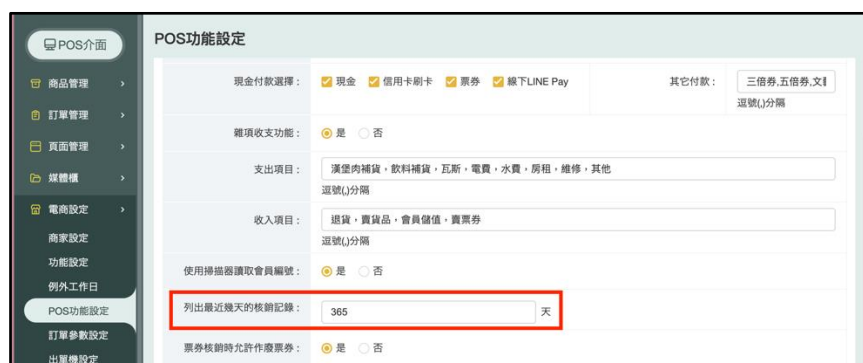 POS介面
POS功能設定
商品管理
訂單管理
頁面管理
媒體櫃
電商設定
商家設定
功能設定
例外工作日
POS功能設定
訂單參數設定
出單機設定
現金付款選擇：
現金 信用卡刷卡 票券 線下LINE Pay
其它付款：
三倍券,五倍券,文
逗號(,)分隔
雜項收支功能：
是 否
支出項目：
漢堡肉補貨，飲料補貨，瓦斯，電費，水費，房租，維修，其他
逗號(,)分隔
收入項目：
退貨，賣貨品，會員儲值，賣票券
逗號(,)分隔
使用掃描器讀取會員編號：
是 否
列出最近幾天的核銷記錄：
365 天
票券核銷時允許作廢票券：
是 否